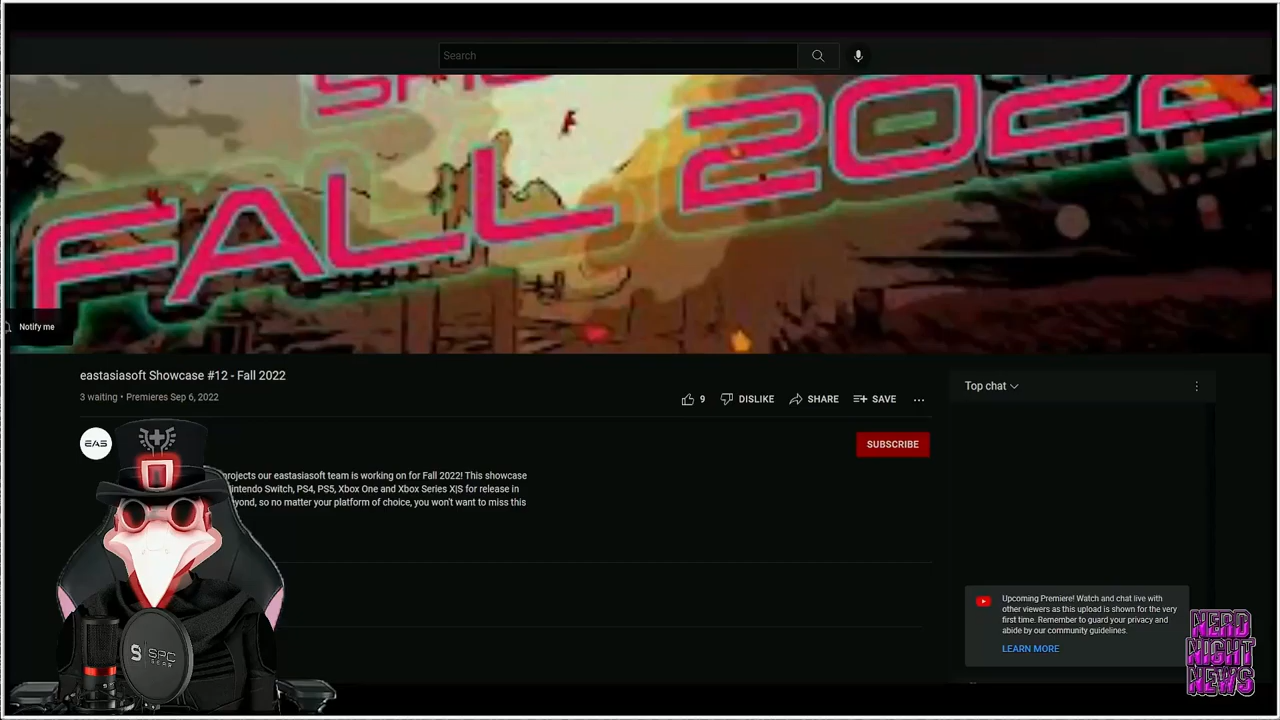 Search
FALL 2022
Notify me
eastasiasoft Showcase #12 - Fall 2022
3 waiting • Premieres Sep 6, 2022
9
DISLIKE
SHARE
SAVE
Top chat
EAS
SUBSCRIBE
projects our eastasiasoft team is working on for Fall 2022! This showcase
Nintendo Switch, PS4, PS5, Xbox One and Xbox Series X|S for release in
eyond, so no matter your platform of choice, you won't want to miss this
Upcoming Premiere! Watch and chat live with
other viewers as this upload is shown for the very
first time. Remember to guard your privacy and
abide by our community guidelines.
LEARN MORE
S SPC
GEAR
NERD
NIGHT
NEWS